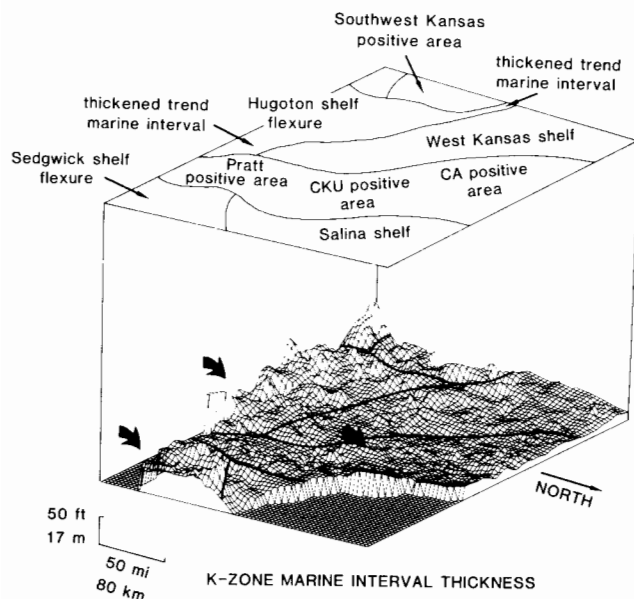 Southwest Kansas
positive area
thickened trend
marine interval
thickened trend
marine interval
Hugoton shelf
flexure
Sedgwick shelf
flexure
West Kansas shelf
Pratt
positive area
CKU positive
area
CA positive
area
Salina shelf
NORTH
50 ft
17 m
50 mi
80 km
K-ZONE MARINE INTERVAL THICKNESS